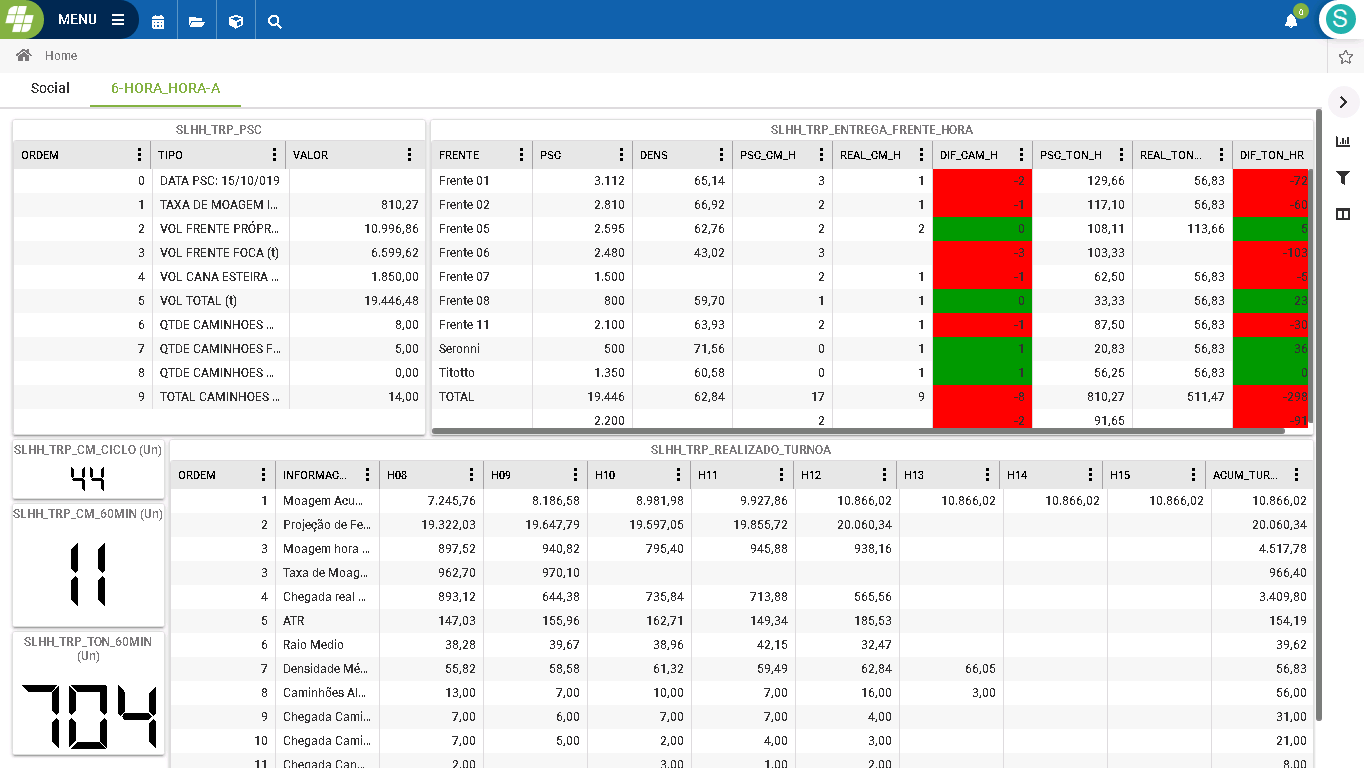 MENU
0
S
Home
Social 6-HORA_HORA-A
SLHH_TRP_PSC
ORDEM TIPO VALOR
0 DATA PSC: 15/10/019
1 TAXA DE MOAGEM I... 810,27
2 VOL FRENTE PRÓPR... 10.996,86
3 VOL FRENTE FOCA (t) 6.599,62
4 VOL CANA ESTEIRA ... 1.850,00
5 VOL TOTAL (t) 19.446,48
6 QTDE CAMINHOES ... 8,00
7 QTDE CAMINHOES F... 5,00
8 QTDE CAMINHOES ... 0,00
9 TOTAL CAMINHOES ... 14,00
SLHH_TRP_ENTREGA_FRENTE_HORA
FRENTE PSC DENS PSC_CM_H REAL_CM_H DIF_CAM_H PSC_TON_H REAL_TON... DIF_TON_HR
Frente 01 3.112 65,14 3 1 -2 129,66 56,83 -72
Frente 02 2.810 66,92 2 1 -1 117,10 56,83 -60
Frente 05 2.595 62,76 2 2 0 108,11 113,66 5
Frente 06 2.480 43,02 3 -3 103,33 -103
Frente 07 1.500 2 1 -1 62,50 56,83 -5
Frente 08 800 59,70 1 1 0 33,33 56,83 23
Frente 11 2.100 63,93 2 1 -1 87,50 56,83 -30
Seronni 500 71,56 0 1 1 20,83 56,83 36
Titotto 1.350 60,58 0 1 1 56,25 56,83 0
TOTAL 19.446 62,84 17 9 -8 810,27 511,47 -298
2.200 2 -2 91,65 -91
SLHH_TRP_CM_CICLO (Un)
44
SLHH_TRP_CM_60MIN (Un)
11
SLHH_TRP_TON_60MIN
(Un)
704
SLHH_TRP_REALIZADO_TURNOA
ORDEM INFORMAC... H08 H09 H10 H11 H12 H13 H14 H15 AGUM_TUR...
1 Moagem Acu... 7.245,76 8.186,58 8.981,98 9.927,86 10.866,02 10.866,02 10.866,02 10.866,02 10.866,02
2 Projeção de Fe... 19.322,03 19.647,79 19.597,05 19.855,72 20.060,34 20.060,34
3 Moagem hora ... 897,52 940,82 795,40 945,88 938,16 4.517,78
3 Taxa de Moag... 962,70 970,10 966,40
4 Chegada real ... 893,12 644,38 735,84 713,88 565,56 3.409,80
5 ATR 147,03 155,96 162,71 149,34 185,53 154,19
6 Raio Medio 38,28 39,67 38,96 42,15 32,47 39,62
7 Densidade Mé... 55,82 58,58 61,32 59,49 62,84 66,05 56,83
8 Caminhões Al... 13,00 7,00 10,00 7,00 16,00 3,00 56,00
9 Chegada Cami... 7,00 6,00 7,00 7,00 4,00 31,00
10 Chegada Cami... 7,00 5,00 2,00 4,00 3,00 21,00
11 Chegada Can... 2,00 3,00 1,00 2,00 8,00